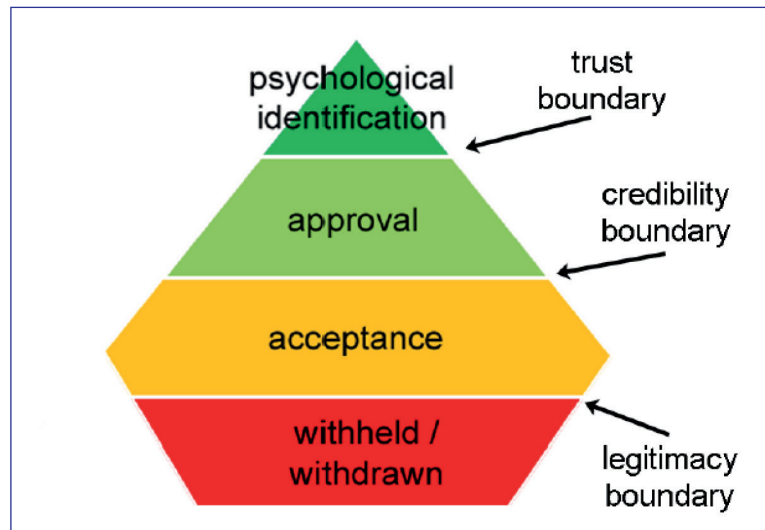 psychological
identification
trust
boundary
approval
credibility
boundary
acceptance
withheld /
withdrawn
legitimacy
boundary